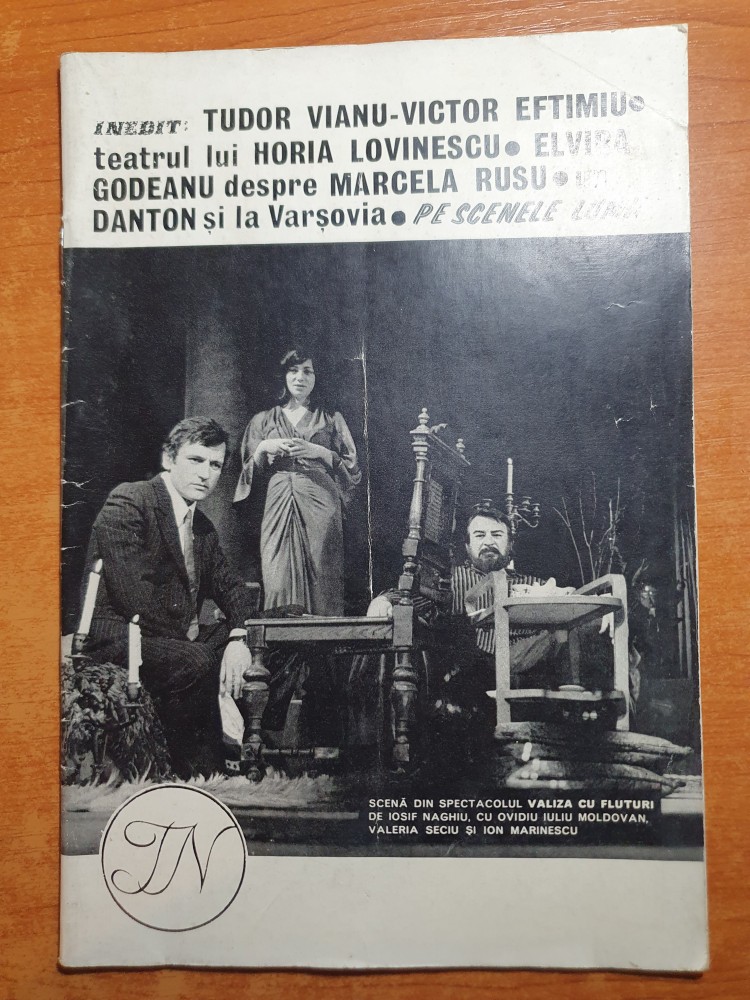 INEDIT: TUDOR VIANU-VICTOR EFTIMIU●
teatrul lui HORIA LOVINESCU● ELVIRA
GODEANU despre MARCELA RUSU●
DANTON și la Varșovia● PE SCENELE LUMII
SCENĂ DIN SPECTACOLUL VALIZA CU FLUTURI
DE IOSIF NAGHIU, CU OVIDIU IULIU MOLDOVAN,
VALERIA SECIU ȘI ION MARINESCU
TN